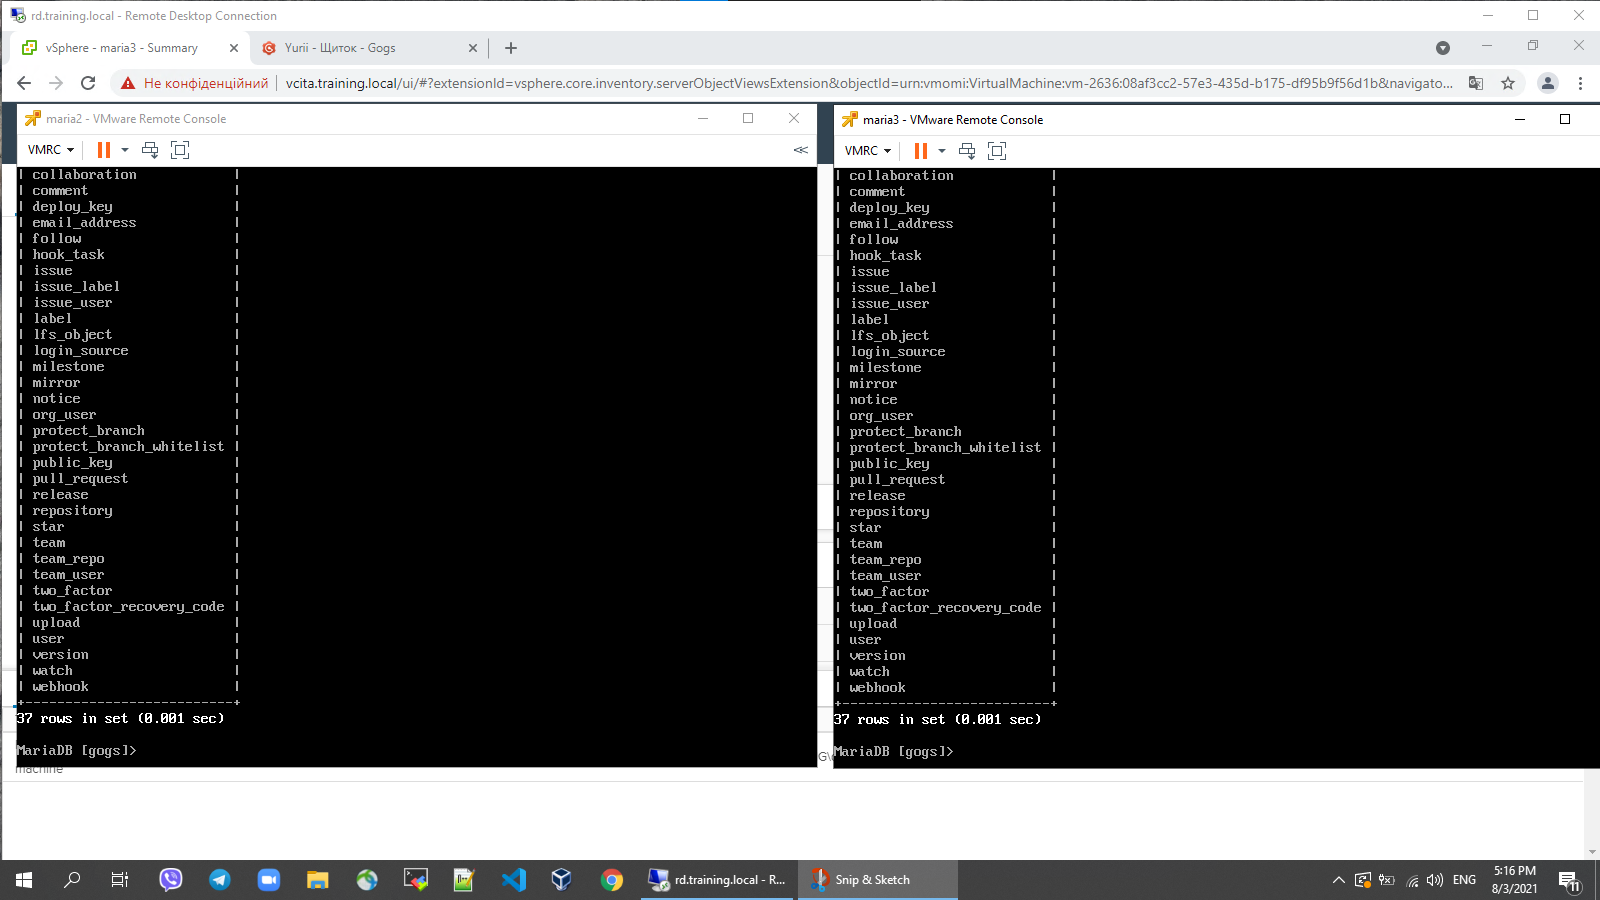 rd.training.local - Remote Desktop Connection
vSphere - maria3 - Summary
Yurii - Щиток - Gogs
Не конфіденційний
vcita.training.local/ui/#?extensionId=vsphere.core.inventory.serverObjectViewsExtension&objectId=urn:vmomi:VirtualMachine:vm-2636:08af3cc2-57e3-435d-b175-df95b9f56d1b&navigato...
maria2 - VMware Remote Console
VMRC
| collaboration |
| comment |
| deploy_key |
| email_address |
| follow |
| hook_task |
| issue |
| issue_label |
| issue_user |
| label |
| lfs_object |
| login_source |
| milestone |
| mirror |
| notice |
| org_user |
| protect_branch |
| protect_branch_whitelist |
| public_key |
| pull_request |
| release |
| repository |
| star |
| team |
| team_repo |
| team_user |
| two_factor |
| two_factor_recovery_code |
| upload |
| user |
| version |
| watch |
| webhook |
+--------------------------+
37 rows in set (0.001 sec)
MariaDB [gogs]>
maria3 - VMware Remote Console
VMRC
| collaboration |
| comment |
| deploy_key |
| email_address |
| follow |
| hook_task |
| issue |
| issue_label |
| issue_user |
| label |
| lfs_object |
| login_source |
| milestone |
| mirror |
| notice |
| org_user |
| protect_branch |
| protect_branch_whitelist |
| public_key |
| pull_request |
| release |
| repository |
| star |
| team |
| team_repo |
| team_user |
| two_factor |
| two_factor_recovery_code |
| upload |
| user |
| version |
| watch |
| webhook |
+--------------------------+
37 rows in set (0.001 sec)
MariaDB [gogs]>
machine
rd.training.local - R...
Snip & Sketch
ENG
5:16 PM
8/3/2021
11